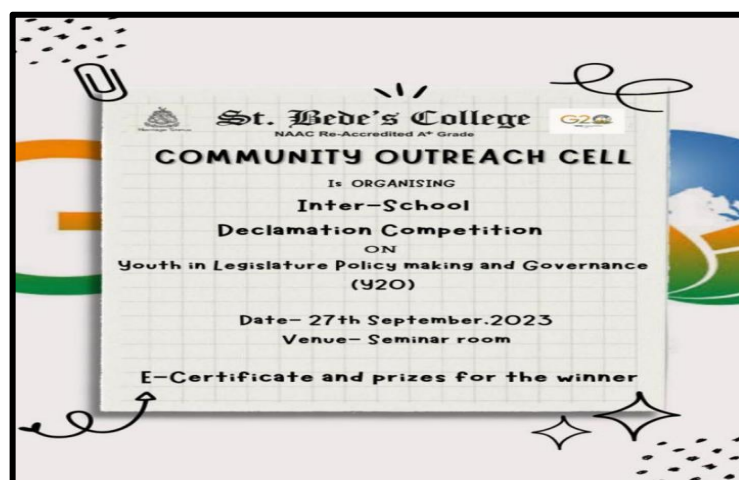 St. Bede's College
NAAC Re-Accredited A+ Grade
G20
COMMUNITY OUTREACH CELL
Is ORGANISING
Inter-School
Declamation Competition
ON
Youth in Legislature Policy making and Governance
(Y20)
Date- 27th September.2023
Venue- Seminar room
E-Certificate and prizes for the winner